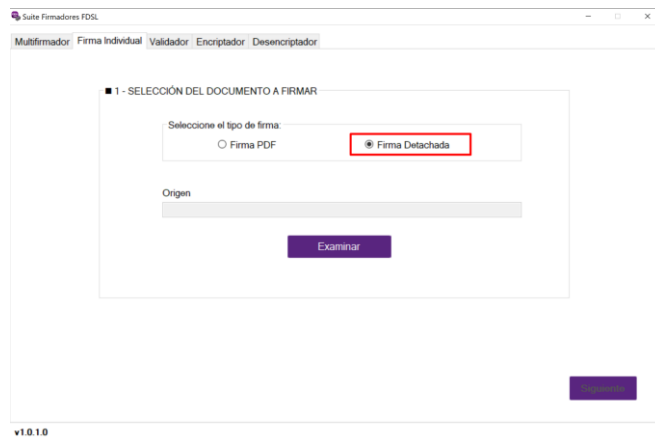 Suite Firmadores FDSL
Multifirmador Firma Individual Validador Encriptador Desencriptador
1 - SELECCIÓN DEL DOCUMENTO A FIRMAR
Seleccione el tipo de firma:
Firma PDF Firma Detachada
Origen
Examinar
Siguiente
v1.0.1.0